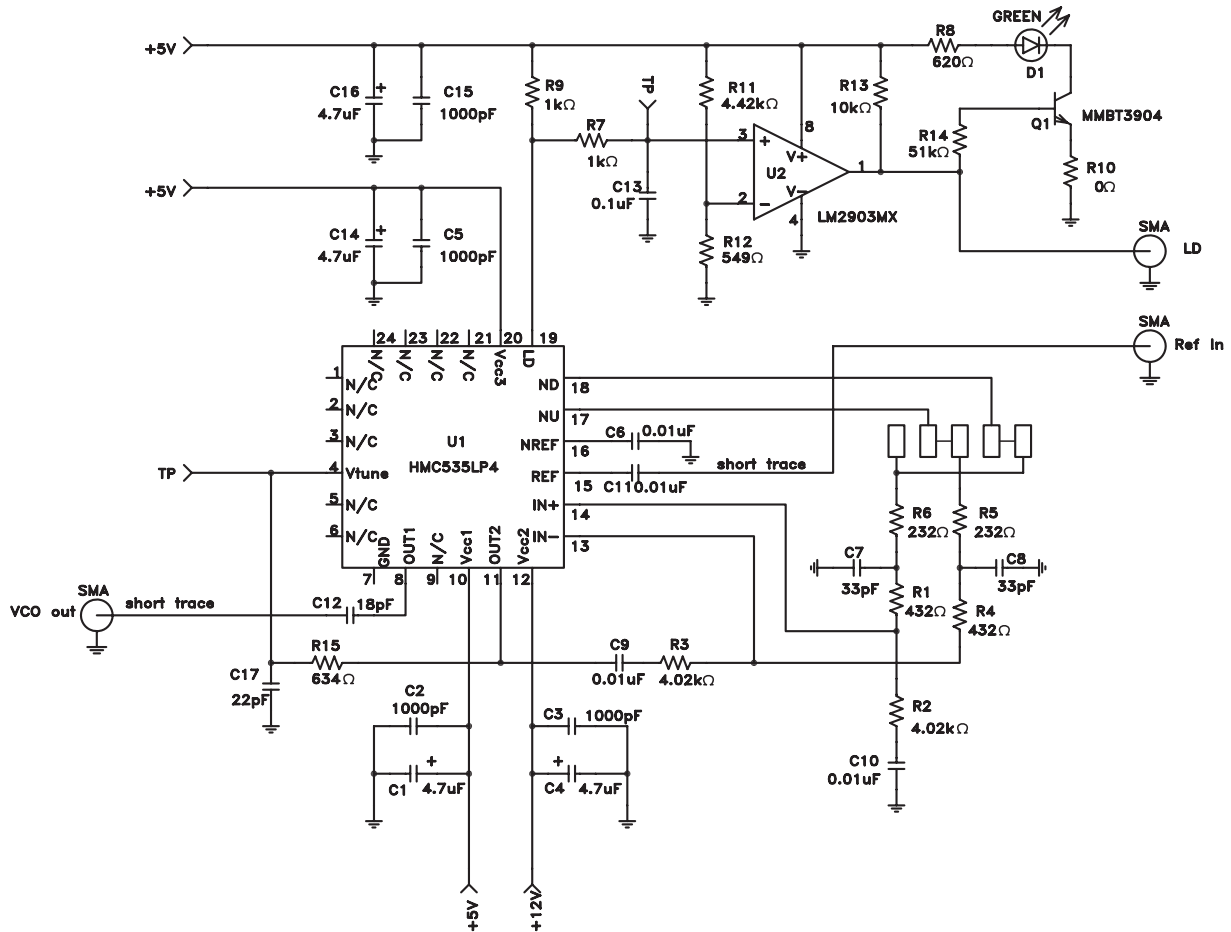 GREEN
R8
620Ω
D1
+5V
C16
+
4.7uF
C15
1000pF
R9
1kΩ
TP
R11
4.42kΩ
R13
10kΩ
8
Q1
MMBT3904
R7
1kΩ
3
+
V+
U2
1
R14
51kΩ
R10
0Ω
+5V
C13
0.1uF
2
−
V−
4
LM2903MX
C14
+
4.7uF
C5
1000pF
R12
549Ω
SMA
LD
SMA
Ref In
24
23
22
21
20
19
N/C
N/C
N/C
N/C
Vcc3
LD
1
N/C
ND
18
2
N/C
NU
17
3
N/C
U1
HMC535LP4
NREF
16
C6
0.01uF
TP
4
Vtune
REF
15
C11
0.01uF
short trace
5
N/C
IN+
14
6
N/C
IN-
13
GND
OUT1
N/C
Vcc1
OUT2
Vcc2
7
8
9
10
11
12
R6
232Ω
R5
232Ω
C7
33pF
C8
33pF
R1
432Ω
R4
432Ω
SMA
VCO out
short trace
C12
18pF
R15
634Ω
C9
0.01uF
R3
4.02kΩ
C17
22pF
C2
1000pF
C3
1000pF
R2
4.02kΩ
+
C1
4.7uF
+
C4
4.7uF
C10
0.01uF
+5V
+12V